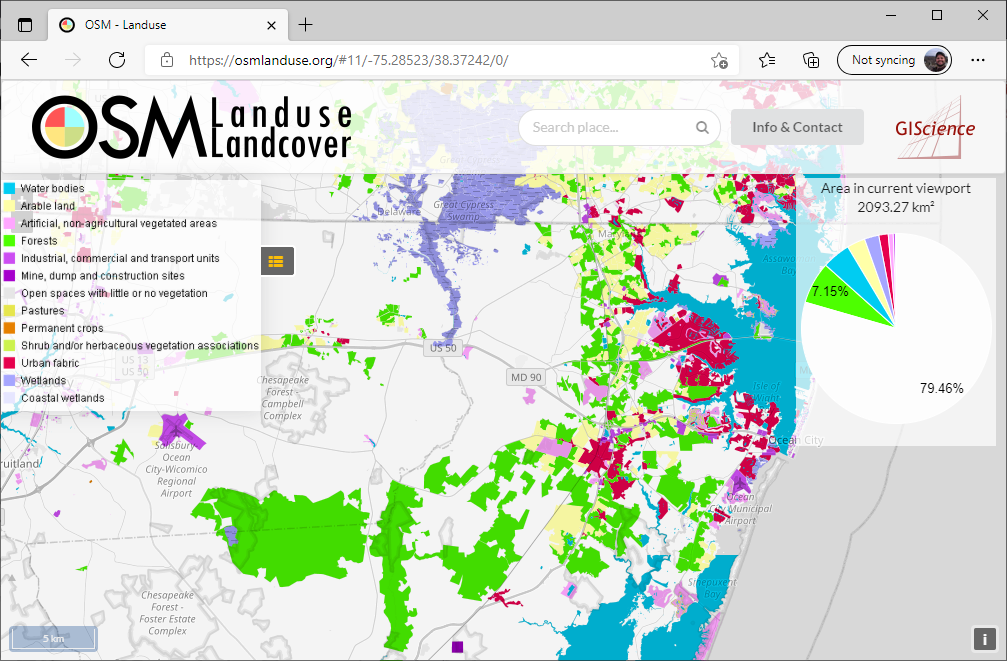 OSM - Landuse
https://osmlanduse.org/#11/-75.28523/38.37242/0/
Not syncing
OSM Landuse
Landcover
Search place...
Info & Contact
GIScience
Water bodies
Arable land
Artificial, non-agricultural vegetated areas
Forests
Industrial, commercial and transport units
Mine, dump and construction sites
Open spaces with little or no vegetation
Pastures
Permanent crops
Shrub and/or herbaceous vegetation associations
Urban fabric
Wetlands
Coastal wetlands
Area in current viewport
2093.27 km²
7.15%
79.46%
Delaware
Great Cypress
Swamp
Maryland
Assawoman
Bay
US 13
US 50
US 50
MD 90
Chesapeake
Forest -
Campbell
Complex
Isle of
Wight
Ocean City
Salisbury
Ocean
City-Wicomico
Regional
Airport
ruitland
Ocean
City Municipal
Airport
Sinepuxent
Bay
Chesapeake
Forest -
Foster Estate
Complex
5 km
i